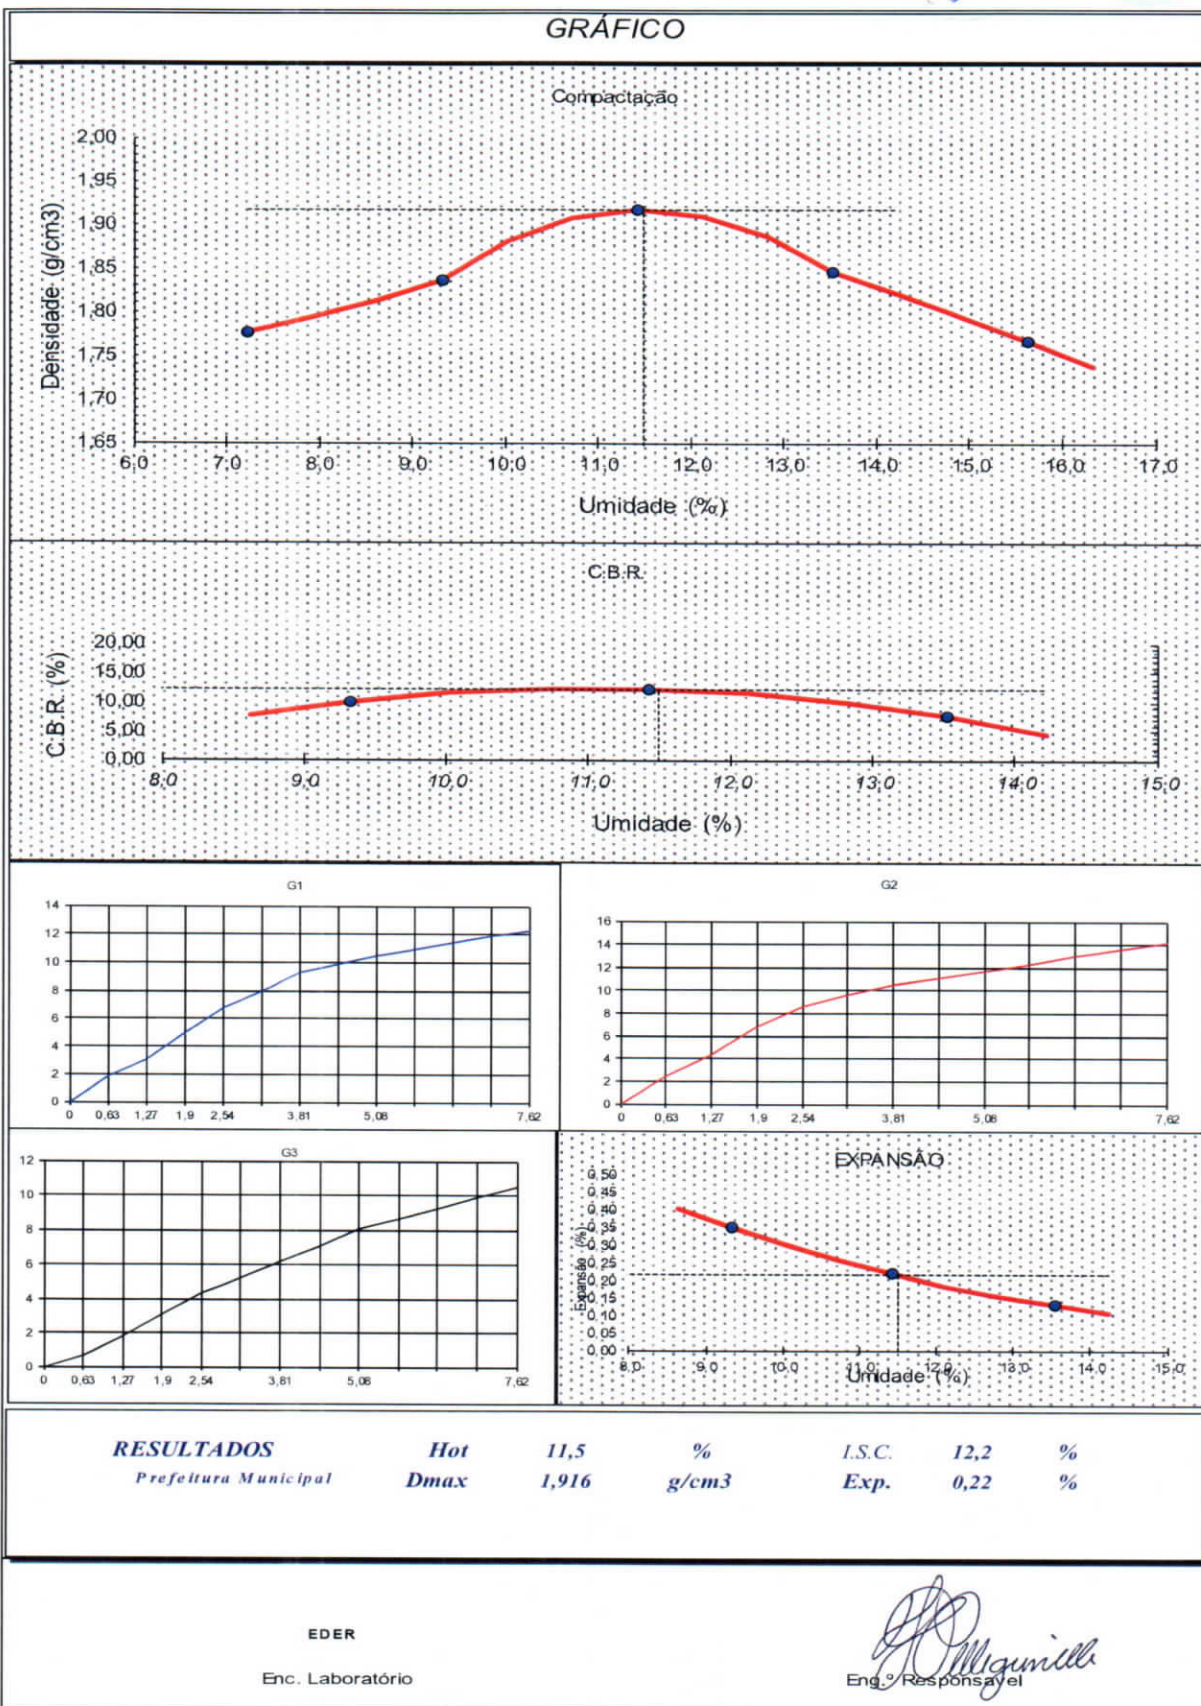 GRÁFICO
Compactação
Densidade (g/cm3)
2,00
1,95
1,90
1,85
1,80
1,75
1,70
1,65
6,0 7,0 8,0 9,0 10,0 11,0 12,0 13,0 14,0 15,0 16,0 17,0
Umidade (%)
C.B.R.
C.B.R. (%)
20,00
15,00
10,00
5,00
0,00
8,0 9,0 10,0 11,0 12,0 13,0 14,0 15,0
Umidade (%)
G1
14
12
10
8
6
4
2
0
0 0,63 1,27 1,9 2,54 3,81 5,08 7,62
G2
16
14
12
10
8
6
4
2
0
0 0,63 1,27 1,9 2,54 3,81 5,08 7,62
G3
12
10
8
6
4
2
0
0 0,63 1,27 1,9 2,54 3,81 5,08 7,62
EXPANSÃO
Expansão (%)
0,50
0,45
0,40
0,35
0,30
0,25
0,20
0,15
0,10
0,05
0,00
8,0 9,0 10,0 11,0 12,0 13,0 14,0 15,0
Umidade (%)
RESULTADOS Hot 11,5 % I.S.C. 12,2 %
Prefeitura Municipal Dmax 1,916 g/cm3 Exp. 0,22 %
EDER
Enc. Laboratório
Eng.º Responsavel